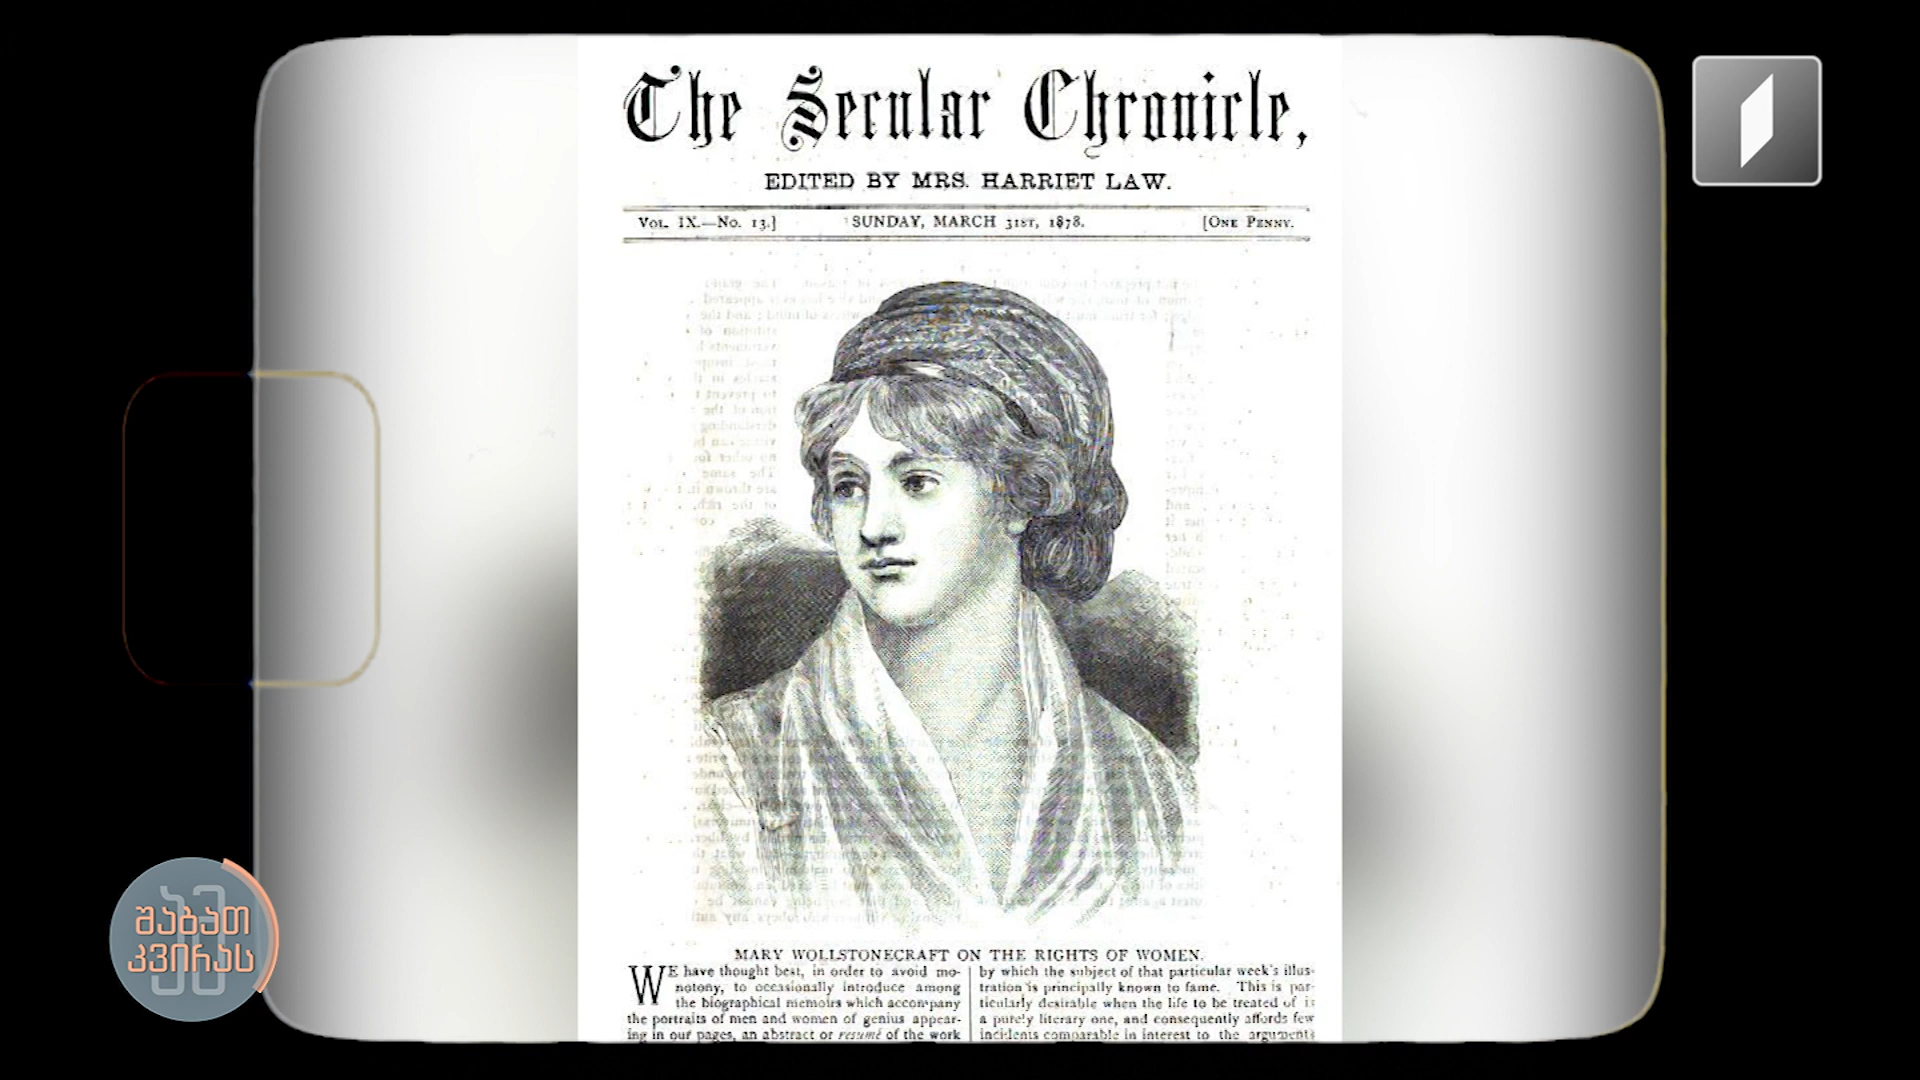 The Secular Chronicle,
EDITED BY MRS. HARRIET LAW.
VOL. IX.—NO. 13.] SUNDAY, MARCH 31ST, 1878. [ONE PENNY.
MARY WOLLSTONECRAFT ON THE RIGHTS OF WOMEN.
WE have thought best, in order to avoid mo-
notony, to occasionally introduce among
the biographical memoirs which accompany
the portraits of men and women of genius appear-
ing in our pages, an abstract or resumé of the work
by which the subject of that particular week's illus-
tration is principally known to fame. This is par-
ticularly desirable when the life to be treated of is
a purely literary one, and consequently affords few
incidents comparable in interest to the arguments
შაბათ
კვირას